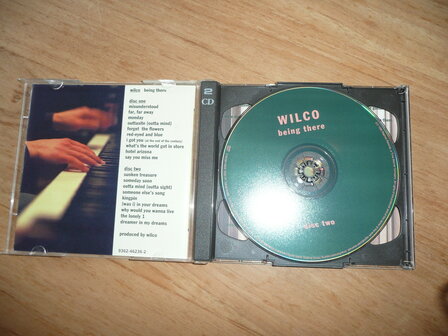 wilco being there
disc one
misunderstood
far, far away
monday
outtasite (outta mind)
forget the flowers
red-eyed and blue
i got you (at the end of the century)
what's the world got in store
hotel arizona
say you miss me
disc two
sunken treasure
someday soon
outta mind (outta sight)
someone else's song
kingpin
(was i) in your dreams
why would you wanna live
the lonely 1
dreamer in my dreams
produced by wilco
9362-46236-2
2
CD
WILCO
being there
disc two